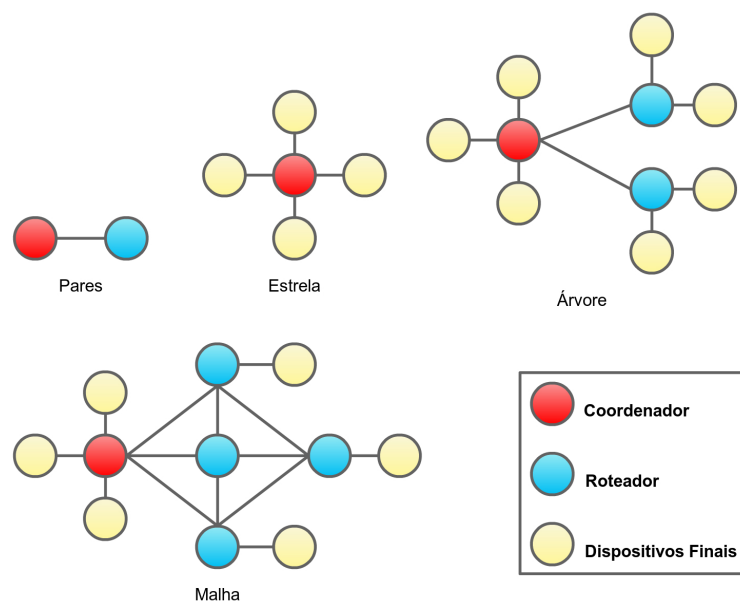 Pares
Estrela
Árvore
Malha
Coordenador
Roteador
Dispositivos Finais